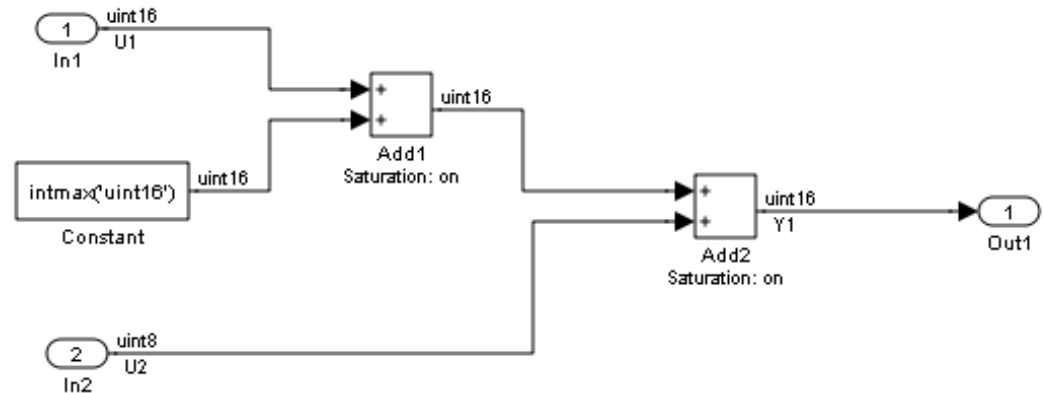 uint16
1
U1
In1
uint16
+
+
Add1
Saturation: on
intmax('uint16')
uint16
Constant
+
+
uint16
Y1
1
Out1
Add2
Saturation: on
uint8
2
U2
In2